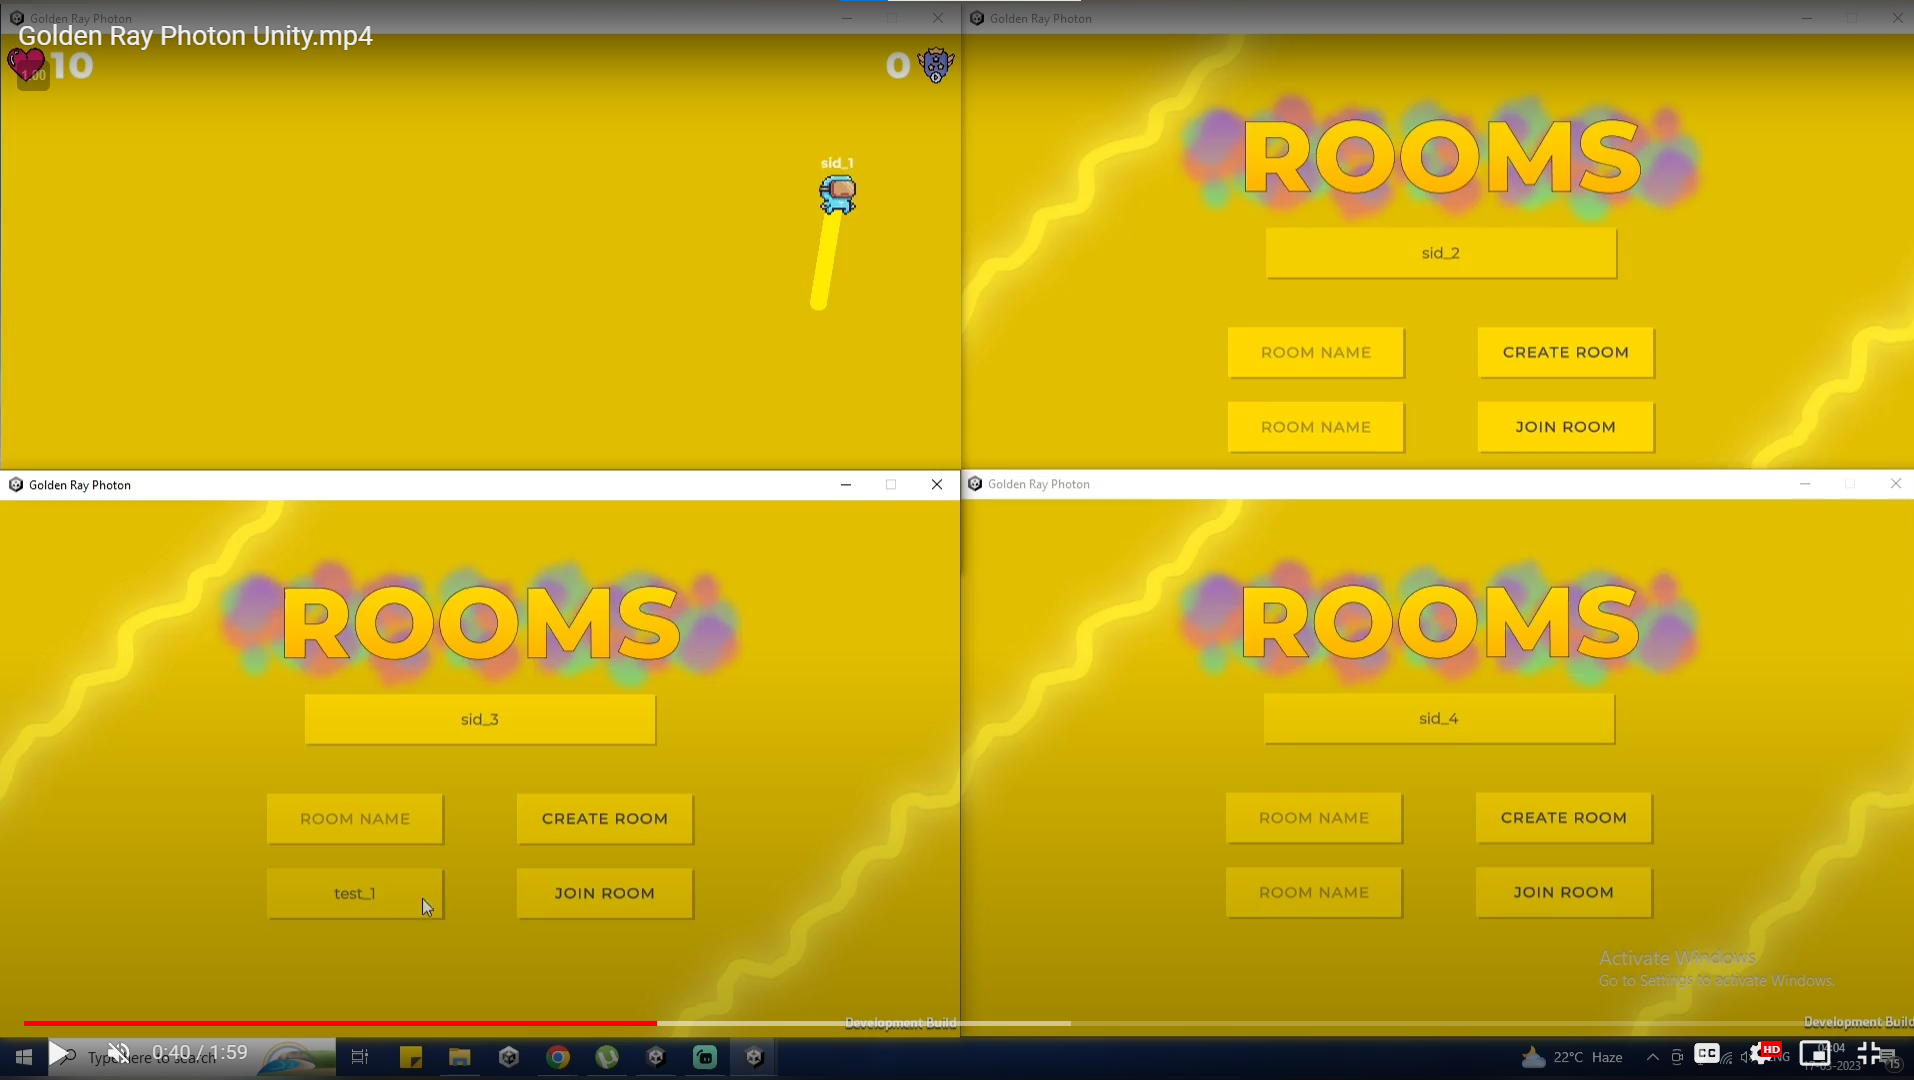 Golden Ray Photon
Golden Ray Photon Unity.mp4
1.00
10
0
sid_1
Golden Ray Photon
ROOMS
sid_2
ROOM NAME
CREATE ROOM
ROOM NAME
JOIN ROOM
Golden Ray Photon
ROOMS
sid_3
ROOM NAME
CREATE ROOM
test_1
JOIN ROOM
Development Build
Golden Ray Photon
ROOMS
sid_4
ROOM NAME
CREATE ROOM
ROOM NAME
JOIN ROOM
Activate Windows
Go to Settings to activate Windows.
Development Build
Type here to search
0:40 / 1:59
22°C Haze
CC
HD
ENG
04:04
17-03-2023
15